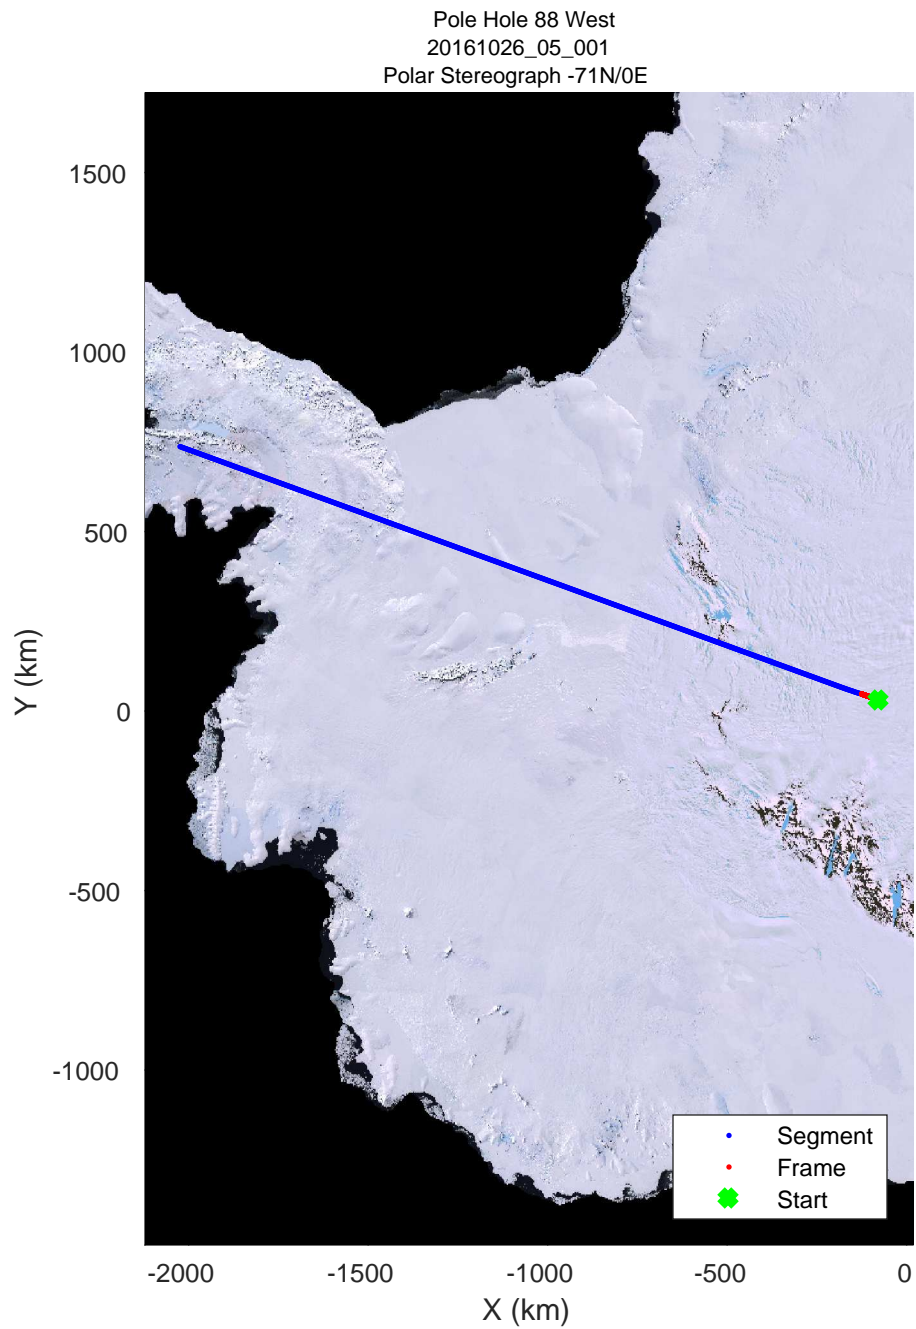 Pole Hole 88 West
20161026_05_001
Polar Stereograph -71N/0E
1500
1000
500
0
-500
-1000
Y (km)
-2000
-1500
-1000
-500
0
X (km)
Segment
Frame
Start